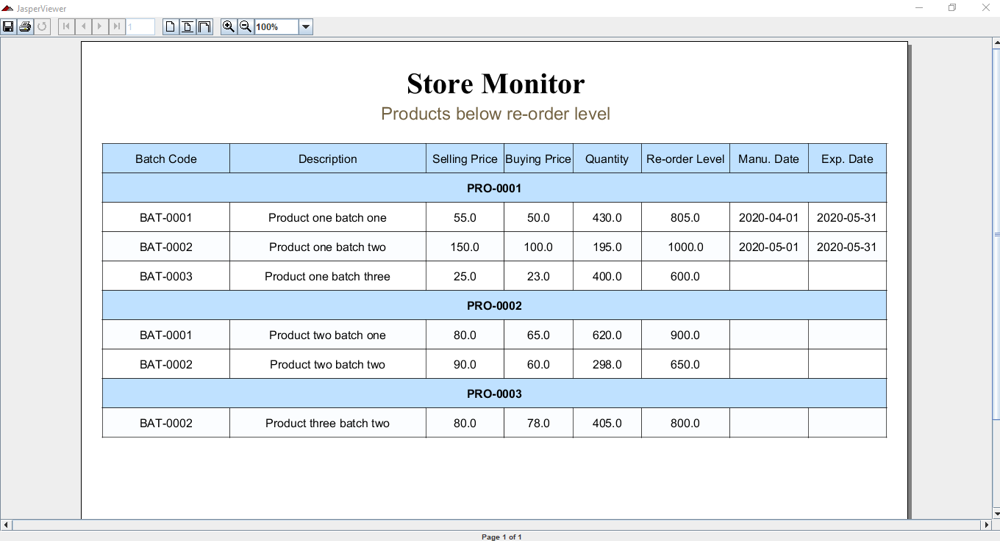 JasperViewer
1
100%
Store Monitor
Products below re-order level
Batch Code Description Selling Price Buying Price Quantity Re-order Level Manu. Date Exp. Date
PRO-0001
BAT-0001 Product one batch one 55.0 50.0 430.0 805.0 2020-04-01 2020-05-31
BAT-0002 Product one batch two 150.0 100.0 195.0 1000.0 2020-05-01 2020-05-31
BAT-0003 Product one batch three 25.0 23.0 400.0 600.0
PRO-0002
BAT-0001 Product two batch one 80.0 65.0 620.0 900.0
BAT-0002 Product two batch two 90.0 60.0 298.0 650.0
PRO-0003
BAT-0002 Product three batch two 80.0 78.0 405.0 800.0
Page 1 of 1